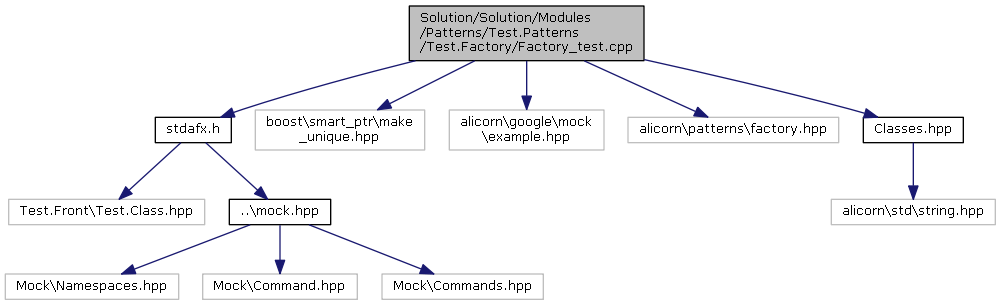 Solution/Solution/Modules
/Patterns/Test.Patterns
/Test.Factory/Factory_test.cpp
stdafx.h
boost\smart_ptr\make
_unique.hpp
alicorn\google\mock
\example.hpp
alicorn\patterns\factory.hpp
Classes.hpp
Test.Front\Test.Class.hpp
..\mock.hpp
alicorn\std\string.hpp
Mock\Namespaces.hpp
Mock\Command.hpp
Mock\Commands.hpp